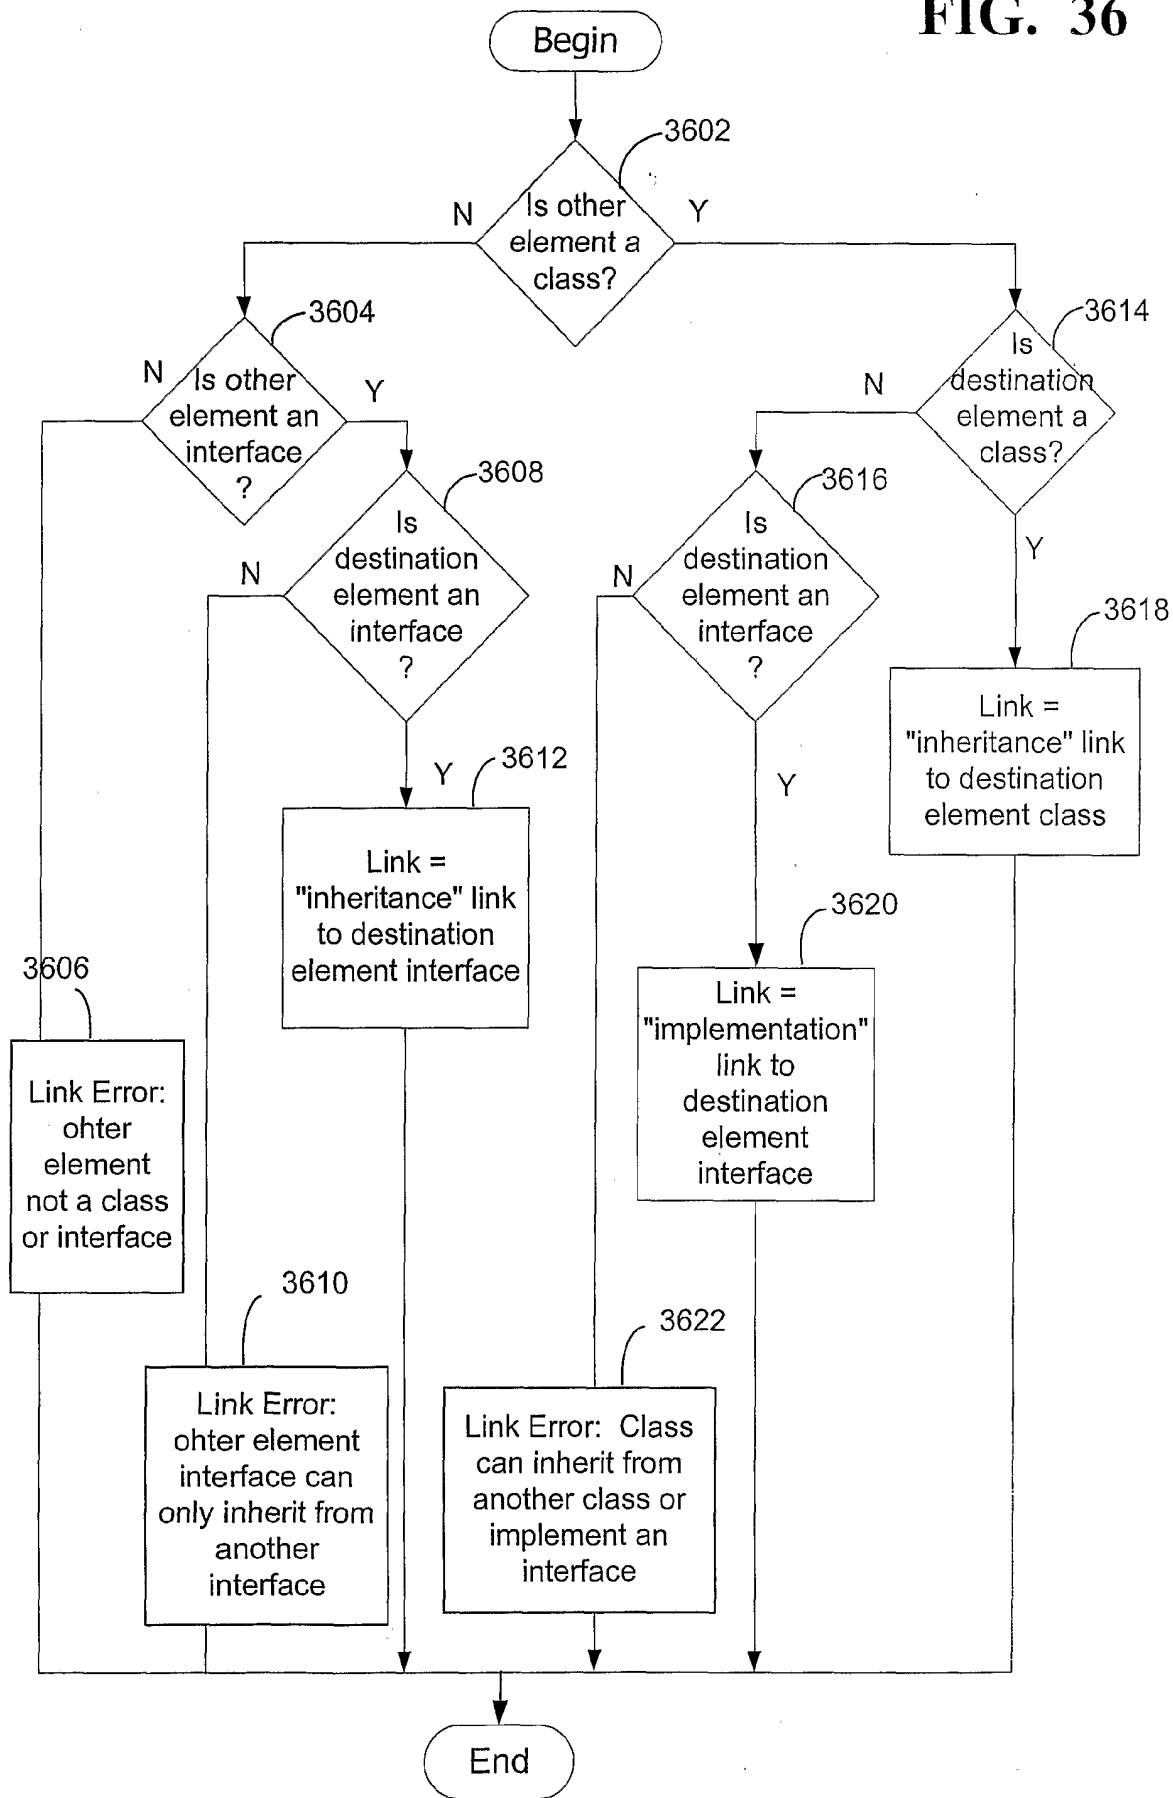 FIG. 36
Begin
3602
N
Is other
element a
class?
Y
3604
N
Is other
element an
interface
?
Y
3614
N
Is
destination
element a
class?
Y
3608
N
Is
destination
element an
interface
?
Y
3616
N
Is
destination
element an
interface
?
Y
3618
Link =
"inheritance" link
to destination
element class
3612
Link =
"inheritance" link
to destination
element interface
3620
Link =
"implementation"
link to
destination
element
interface
3606
Link Error:
ohter
element
not a class
or interface
3610
Link Error:
ohter element
interface can
only inherit from
another
interface
3622
Link Error: Class
can inherit from
another class or
implement an
interface
End